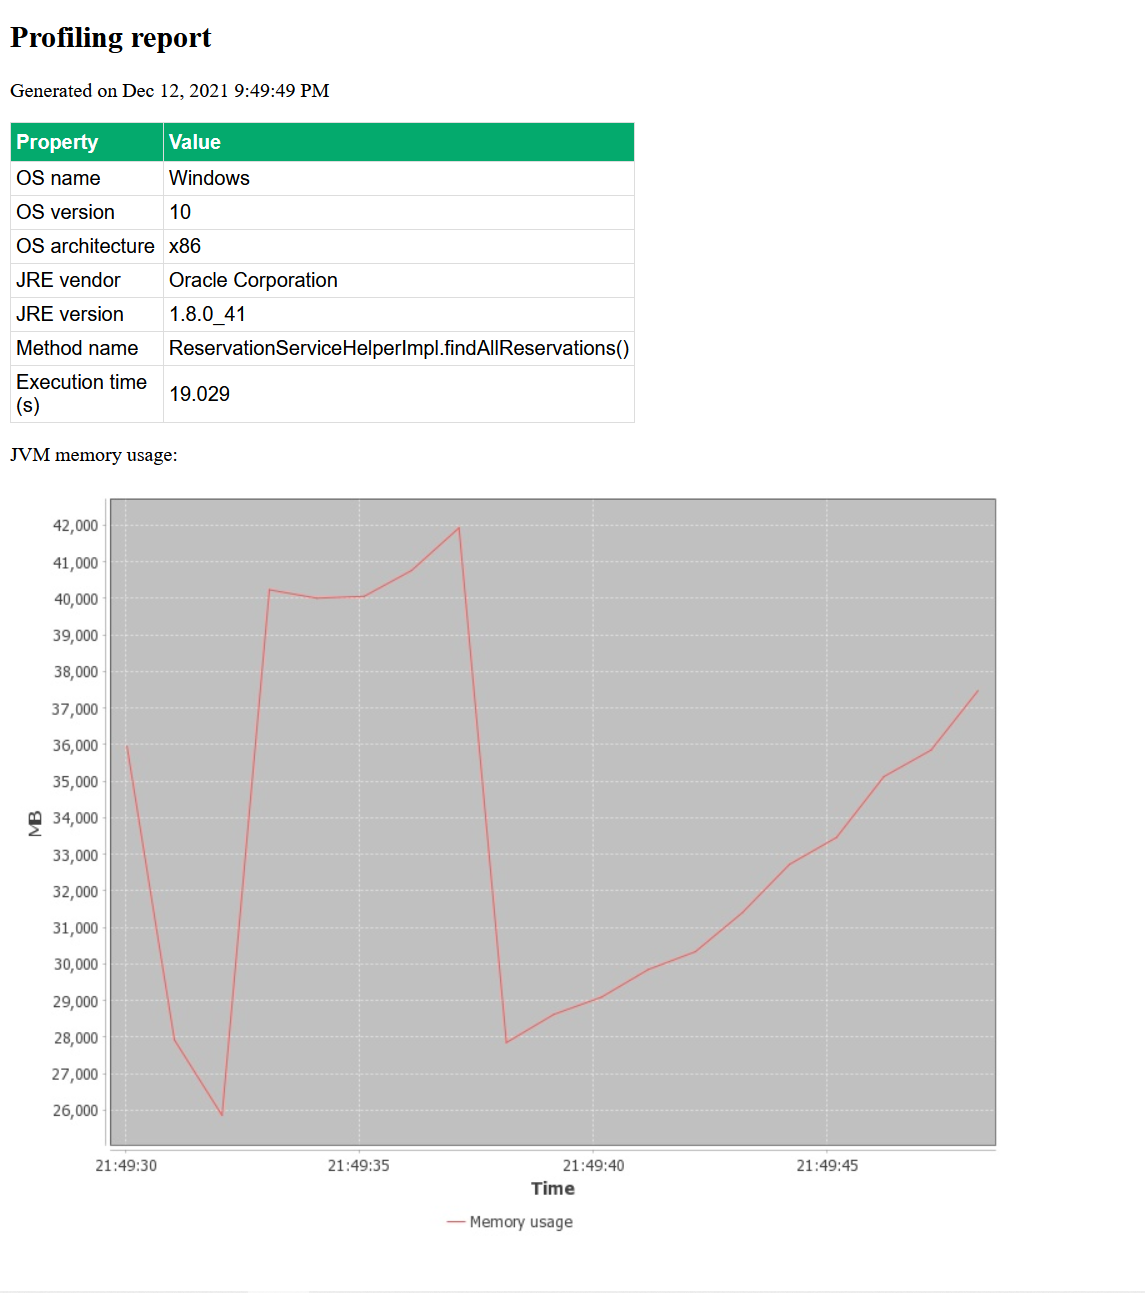 Profiling report
Generated on Dec 12, 2021 9:49:49 PM
Property Value
OS name Windows
OS version 10
OS architecture x86
JRE vendor Oracle Corporation
JRE version 1.8.0_41
Method name ReservationServiceHelperImpl.findAllReservations()
Execution time
(s) 19.029
JVM memory usage:
42,000
41,000
40,000
39,000
38,000
37,000
36,000
35,000
34,000
33,000
32,000
31,000
30,000
29,000
28,000
27,000
26,000
MB
21:49:30 21:49:35 21:49:40 21:49:45
Time
Memory usage